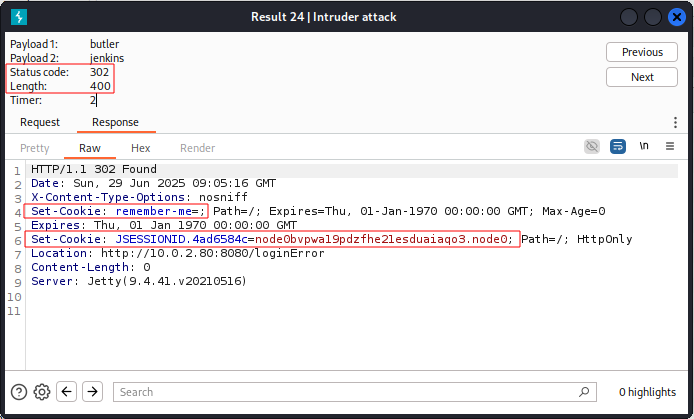 Result 24 | Intruder attack
Payload 1: butler
Payload 2: jenkins
Status code: 302
Length: 400
Timer: 2
Previous
Next
Request Response
Pretty Raw Hex Render
\n
1 HTTP/1.1 302 Found
2 Date: Sun, 29 Jun 2025 09:05:16 GMT
3 X-Content-Type-Options: nosniff
4 Set-Cookie: remember-me=; Path=/; Expires=Thu, 01-Jan-1970 00:00:00 GMT; Max-Age=0
5 Expires: Thu, 01 Jan 1970 00:00:00 GMT
6 Set-Cookie: JSESSIONID.4ad6584c=node0bvpwa19pdzfhe21esduaiaqo3.node0; Path=/; HttpOnly
7 Location: http://10.0.2.80:8080/loginError
8 Content-Length: 0
9 Server: Jetty(9.4.41.v20210516)
10
11
Search
0 highlights